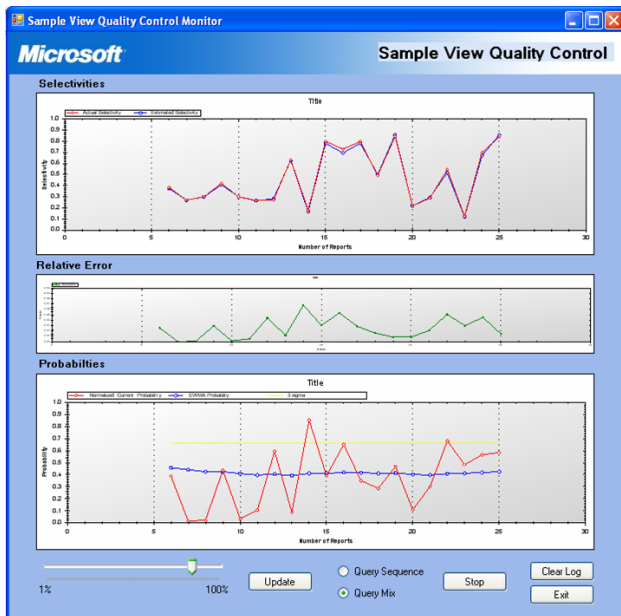 Sample View Quality Control Monitor
Microsoft
Sample View Quality Control
Selectivities
Title
Actual Selectivity Estimated Selectivity
Selectivity
1.0
0.9
0.8
0.7
0.6
0.5
0.4
0.3
0.2
0.1
0.0
0 5 10 15 20 25 30
Number of Reports
Relative Error
Probabilties
Title
Normalized Current Probability EWMA Probability 3 sigma
Probability
1.0
0.9
0.8
0.7
0.6
0.5
0.4
0.3
0.2
0.1
0.0
0 5 10 15 20 25 30
Number of Reports
1% 100%
Update
Query Sequence
Query Mix
Stop
Clear Log
Exit